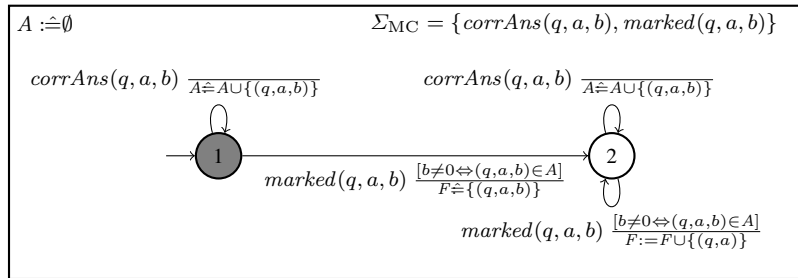 A :≙∅ Σ_MC = {corrAns(q, a, b), marked(q, a, b)}
corrAns(q, a, b) A≙A∪{(q,a,b)}
corrAns(q, a, b) A≙A∪{(q,a,b)}
1
2
marked(q, a, b) [b≠0⇔(q,a,b)∈A]
F≙{(q,a,b)}
marked(q, a, b) [b≠0⇔(q,a,b)∈A]
F:=F∪{(q,a)}